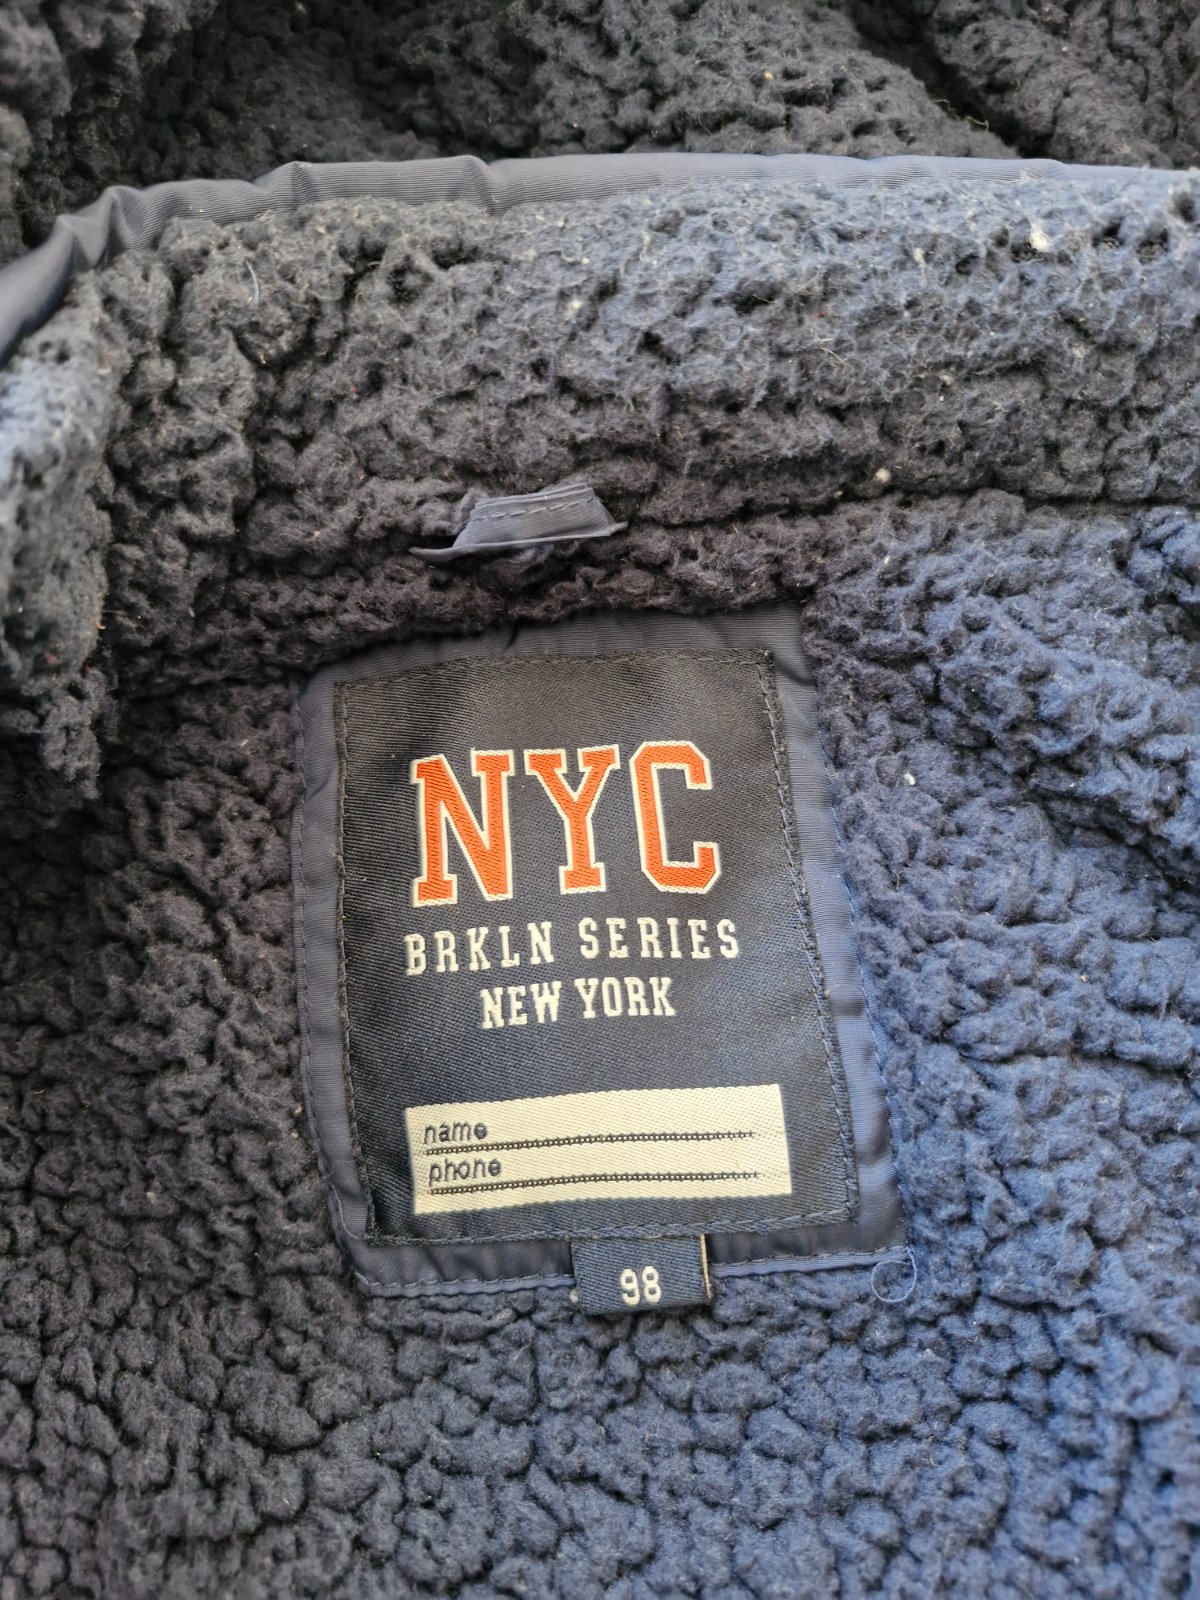 NYC
BRKLN SERIES
NEW YORK
name
phone
98